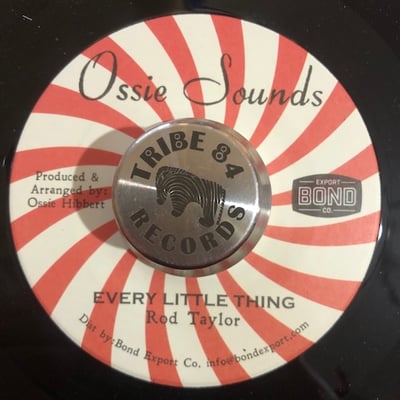 Ossie Sounds
Produced &
Arranged by:
Ossie Hibbert
TRIBE 84
RECORDS
EXPORT
BOND
CO.
EVERY LITTLE THING
Rod Taylor
Dist by:Bond Export Co, info@bondexport.com